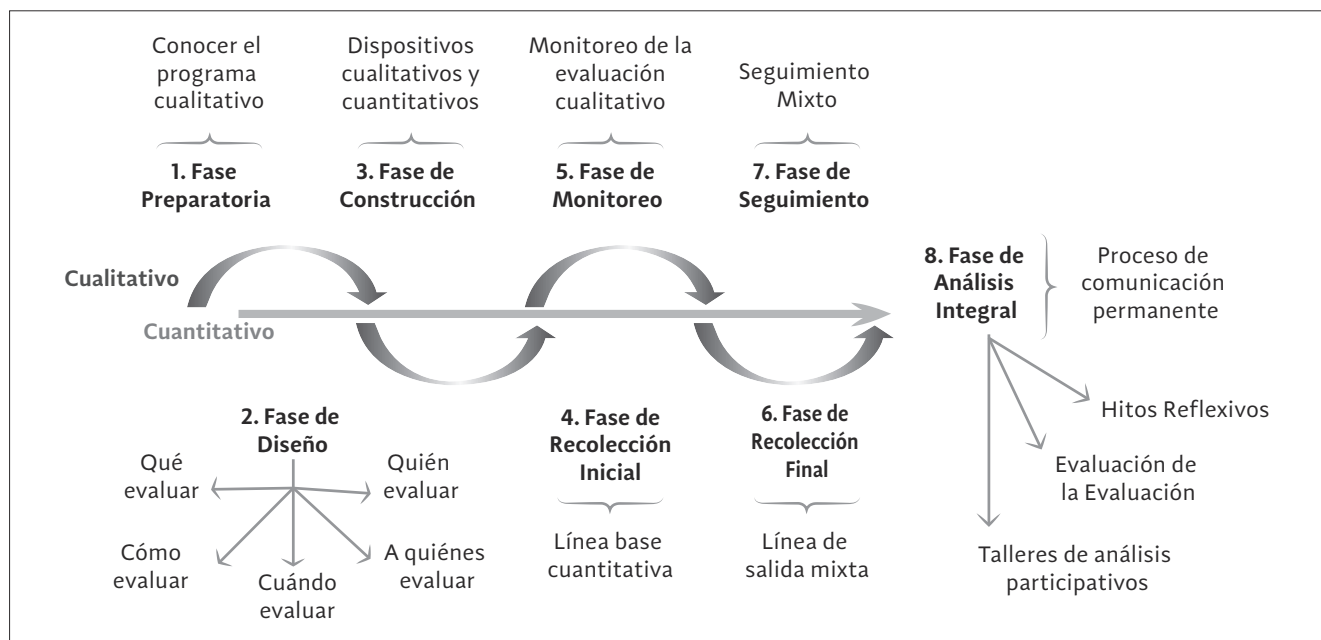 Conocer el
programa
cualitativo
Dispositivos
cualitativos y
cuantitativos
Monitoreo de la
evaluación
cualitativo
Seguimiento
Mixto
1. Fase
Preparatoria
3. Fase de
Construcción
5. Fase de
Monitoreo
7. Fase de
Seguimiento
Cualitativo
Cuantitativo
8. Fase de
Análisis
Integral
Proceso de
comunicación
permanente
2. Fase de
Diseño
Qué
evaluar
Quién
evaluar
Cómo
evaluar
Cuándo
evaluar
A quiénes
evaluar
4. Fase de
Recolección
Inicial
Línea base
cuantitativa
6. Fase de
Recolección
Final
Línea de
salida mixta
Hitos Reflexivos
Evaluación de
la Evaluación
Talleres de análisis
participativos